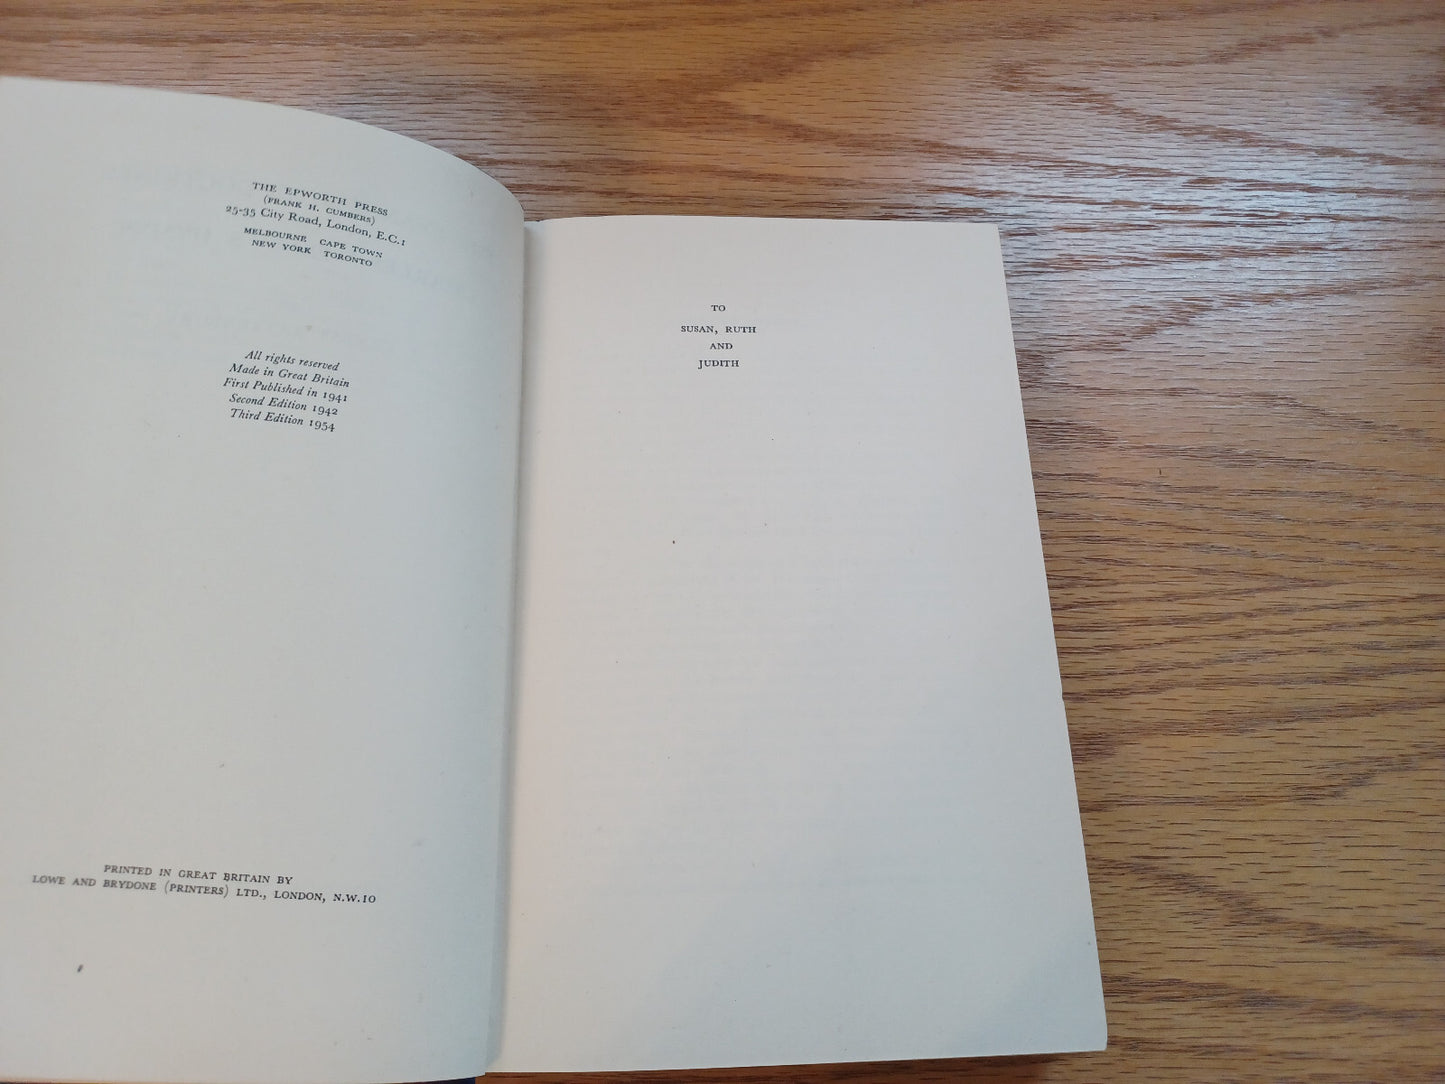 THE EPWORTH PRESS
(FRANK H. CUMBERS)
25-35 City Road, London, E.C.1
MELBOURNE CAPE TOWN
NEW YORK TORONTO
All rights reserved
Made in Great Britain
First Published in 1941
Second Edition 1942
Third Edition 1954
PRINTED IN GREAT BRITAIN BY
LOWE AND BRYDONE (PRINTERS) LTD., LONDON, N.W.10
TO
SUSAN, RUTH
AND
JUDITH